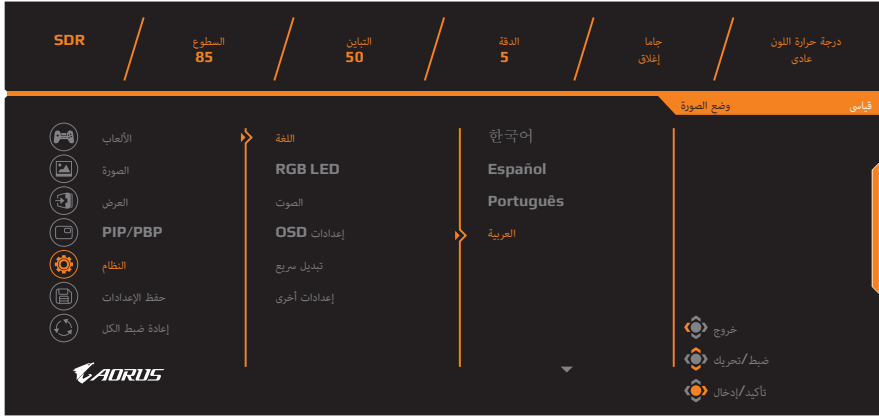 SDR
السطوع
85
التباين
50
الدقة
5
جاما
إغلاق
درجة حرارة اللون
عادى
وضع الصورة
قياسى
الألعاب
الصورة
العرض
PIP/PBP
النظام
حفظ الإعدادات
إعادة ضبط الكل
اللغة
RGB LED
الصوت
إعدادات OSD
تبديل سريع
إعدادات أخرى
한국어
Español
Português
العربية
خروج
ضبط/تحريك
تأكيد/إدخال
AORUS